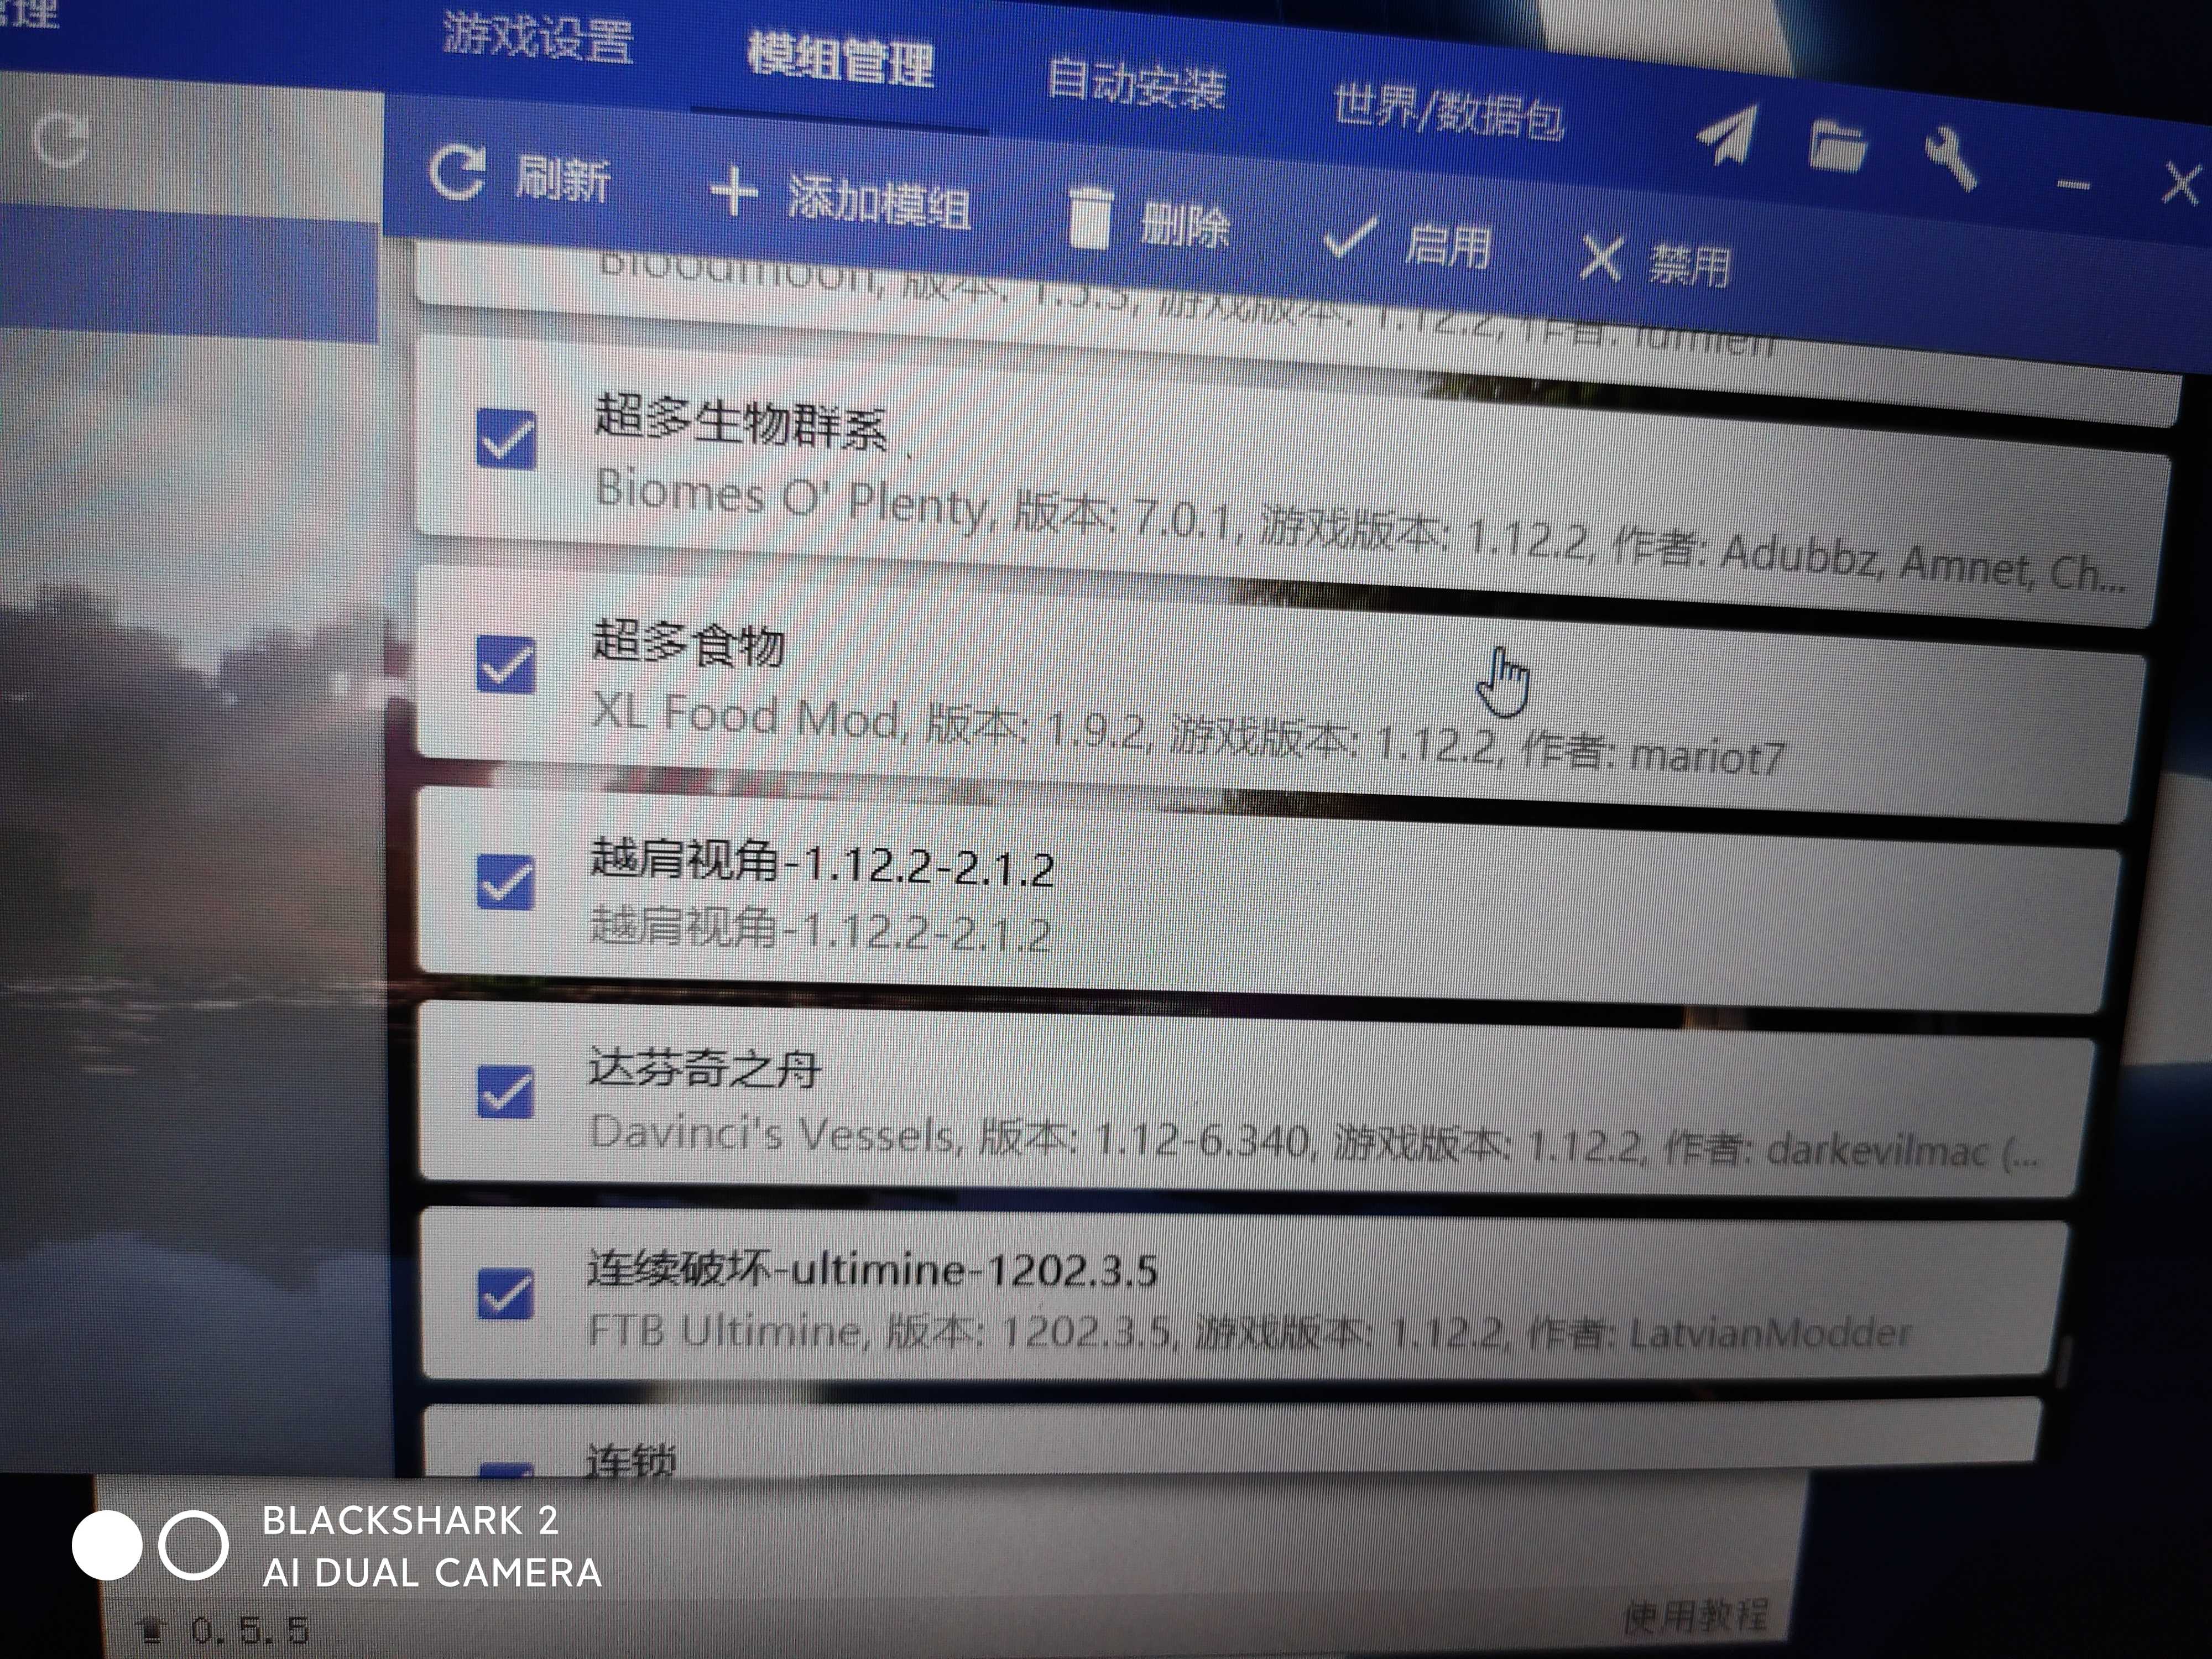 管理
游戏设置 模组管理 自动安装 世界/数据包
刷新 添加模组 删除 启用 禁用
Bloodmoon, 版本: 1.5.3, 游戏版本: 1.12.2, 作者: lumien
超多生物群系
Biomes O' Plenty, 版本: 7.0.1, 游戏版本: 1.12.2, 作者: Adubbz, Amnet, Ch...
超多食物
XL Food Mod, 版本: 1.9.2, 游戏版本: 1.12.2, 作者: mariot7
越肩视角-1.12.2-2.1.2
越肩视角-1.12.2-2.1.2
达芬奇之舟
Davinci's Vessels, 版本: 1.12-6.340, 游戏版本: 1.12.2, 作者: darkevilmac (...
连续破坏-ultimine-1202.3.5
FTB Ultimine, 版本: 1202.3.5, 游戏版本: 1.12.2, 作者: LatvianModder
连锁
BLACKSHARK 2
AI DUAL CAMERA
0.5.5
使用教程